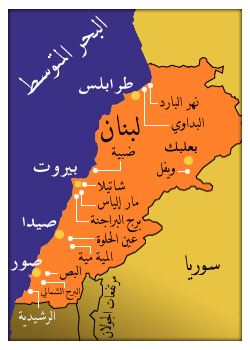 البحر المتوسط
طرابلس
نهر البارد
البداوي
لبنان
ضبية
بعلبك
ويفل
بيروت
شاتيلا
مار إلياس
برج البراجنة
صيدا
عين الحلوة
المية مية
صور
البص
البرج الشمالي
الرشيدية
سوريا
مرتفعات الجولان